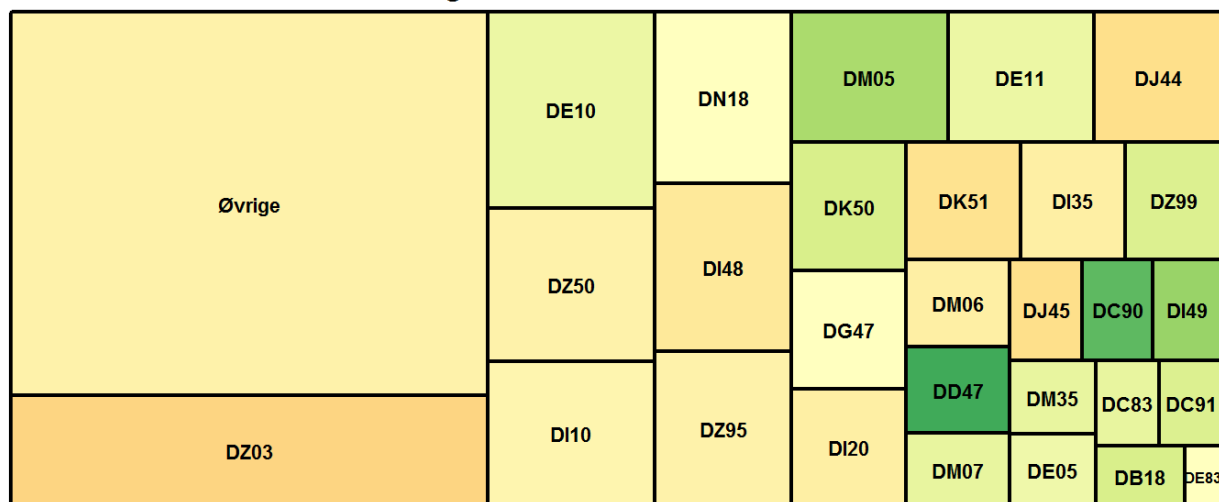 Øvrige
DZ03
DE10
DZ50
DI10
DN18
DI48
DZ95
DM05
DE11
DJ44
DK50
DK51
DI35
DZ99
DG47
DM06
DJ45
DC90
DI49
DD47
DI20
DM35
DC83
DC91
DM07
DE05
DB18
DE83